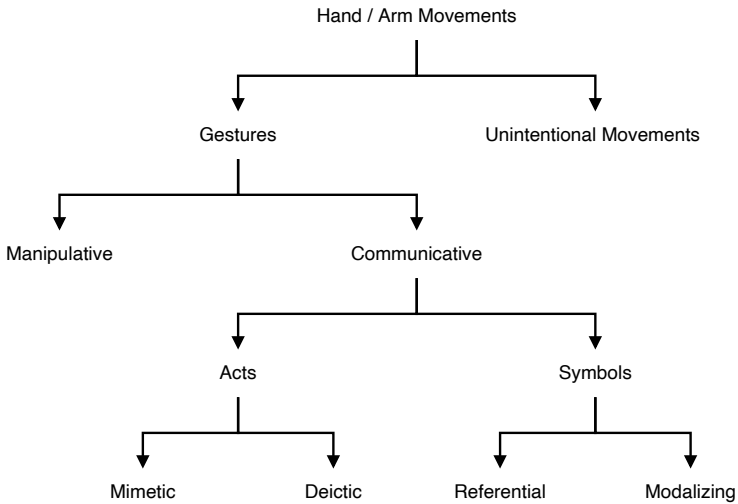 Hand / Arm Movements
Gestures
Unintentional Movements
Manipulative
Communicative
Acts
Symbols
Mimetic
Deictic
Referential
Modalizing